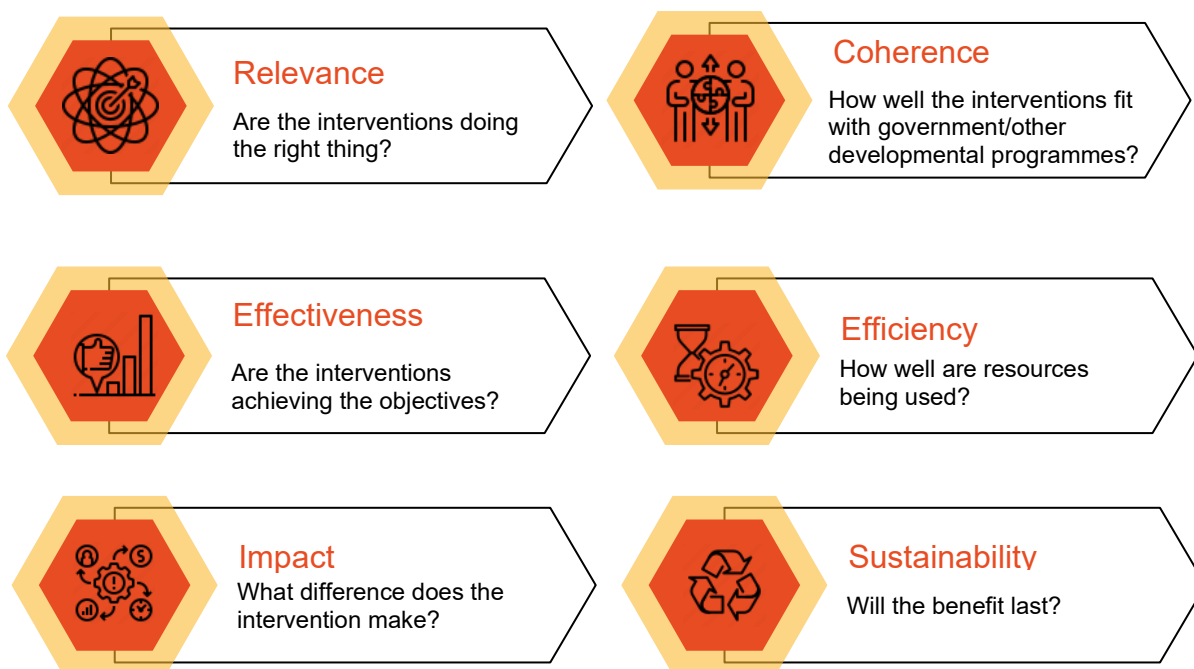 Relevance
Are the interventions doing
the right thing?
Coherence
How well the interventions fit
with government/other
developmental programmes?
Effectiveness
Are the interventions
achieving the objectives?
Efficiency
How well are resources
being used?
Impact
What difference does the
intervention make?
Sustainability
Will the benefit last?